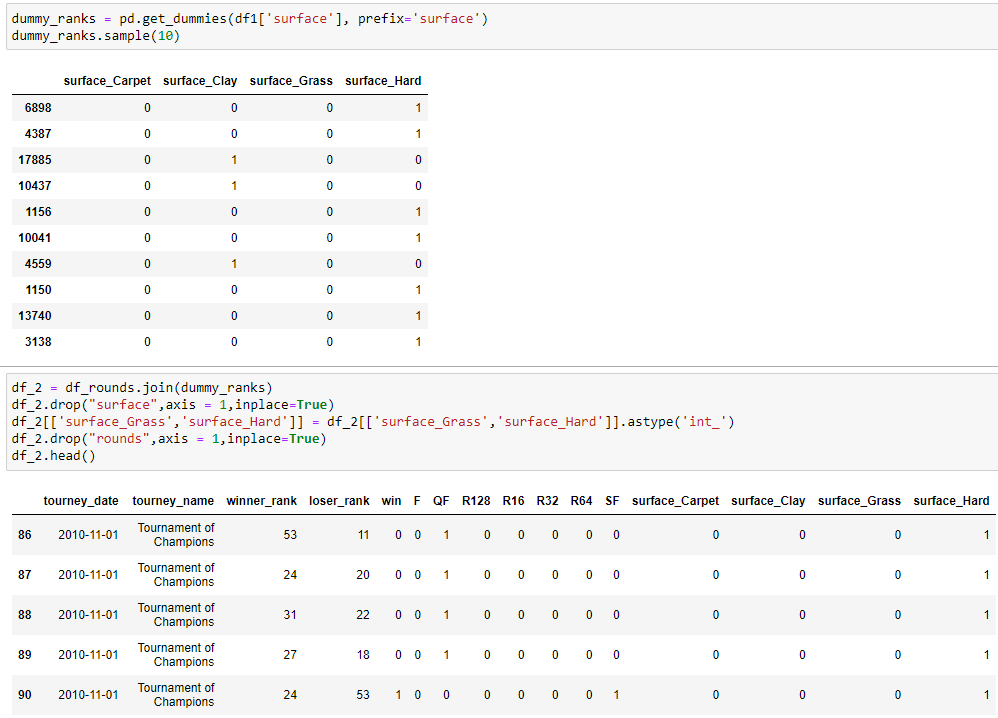 dummy_ranks = pd.get_dummies(df1['surface'], prefix='surface')
dummy_ranks.sample(10)
surface_Carpet surface_Clay surface_Grass surface_Hard
6898 0 0 0 1
4387 0 0 0 1
17885 0 1 0 0
10437 0 1 0 0
1156 0 0 0 1
10041 0 0 0 1
4559 0 1 0 0
1150 0 0 0 1
13740 0 0 0 1
3138 0 0 0 1
df_2 = df_rounds.join(dummy_ranks)
df_2.drop("surface",axis = 1,inplace=True)
df_2[['surface_Grass','surface_Hard']] = df_2[['surface_Grass','surface_Hard']].astype('int_')
df_2.drop("rounds",axis = 1,inplace=True)
df_2.head()
tourney_date tourney_name winner_rank loser_rank win F QF R128 R16 R32 R64 SF surface_Carpet surface_Clay surface_Grass surface_Hard
86 2010-11-01 Tournament of Champions 53 11 0 0 1 0 0 0 0 0 0 0 0 1
87 2010-11-01 Tournament of Champions 24 20 0 0 1 0 0 0 0 0 0 0 0 1
88 2010-11-01 Tournament of Champions 31 22 0 0 1 0 0 0 0 0 0 0 0 1
89 2010-11-01 Tournament of Champions 27 18 0 0 1 0 0 0 0 0 0 0 0 1
90 2010-11-01 Tournament of Champions 24 53 1 0 0 0 0 0 0 1 0 0 0 1